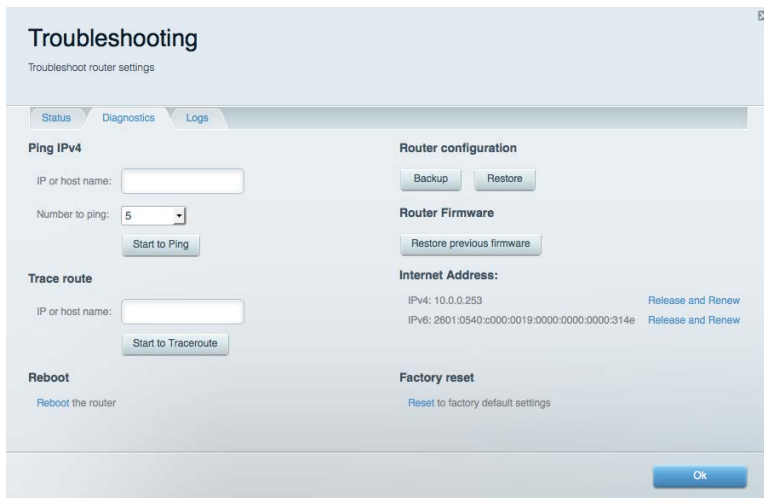 Troubleshooting
Troubleshoot router settings
Status
Diagnostics
Logs
Ping IPv4
IP or host name:
Number to ping: 5
Start to Ping
Trace route
IP or host name:
Start to Traceroute
Reboot
Reboot the router
Router configuration
Backup
Restore
Router Firmware
Restore previous firmware
Internet Address:
IPv4: 10.0.0.253 Release and Renew
IPv6: 2601:0540:c000:0019:0000:0000:0000:314e Release and Renew
Factory reset
Reset to factory default settings
Ok